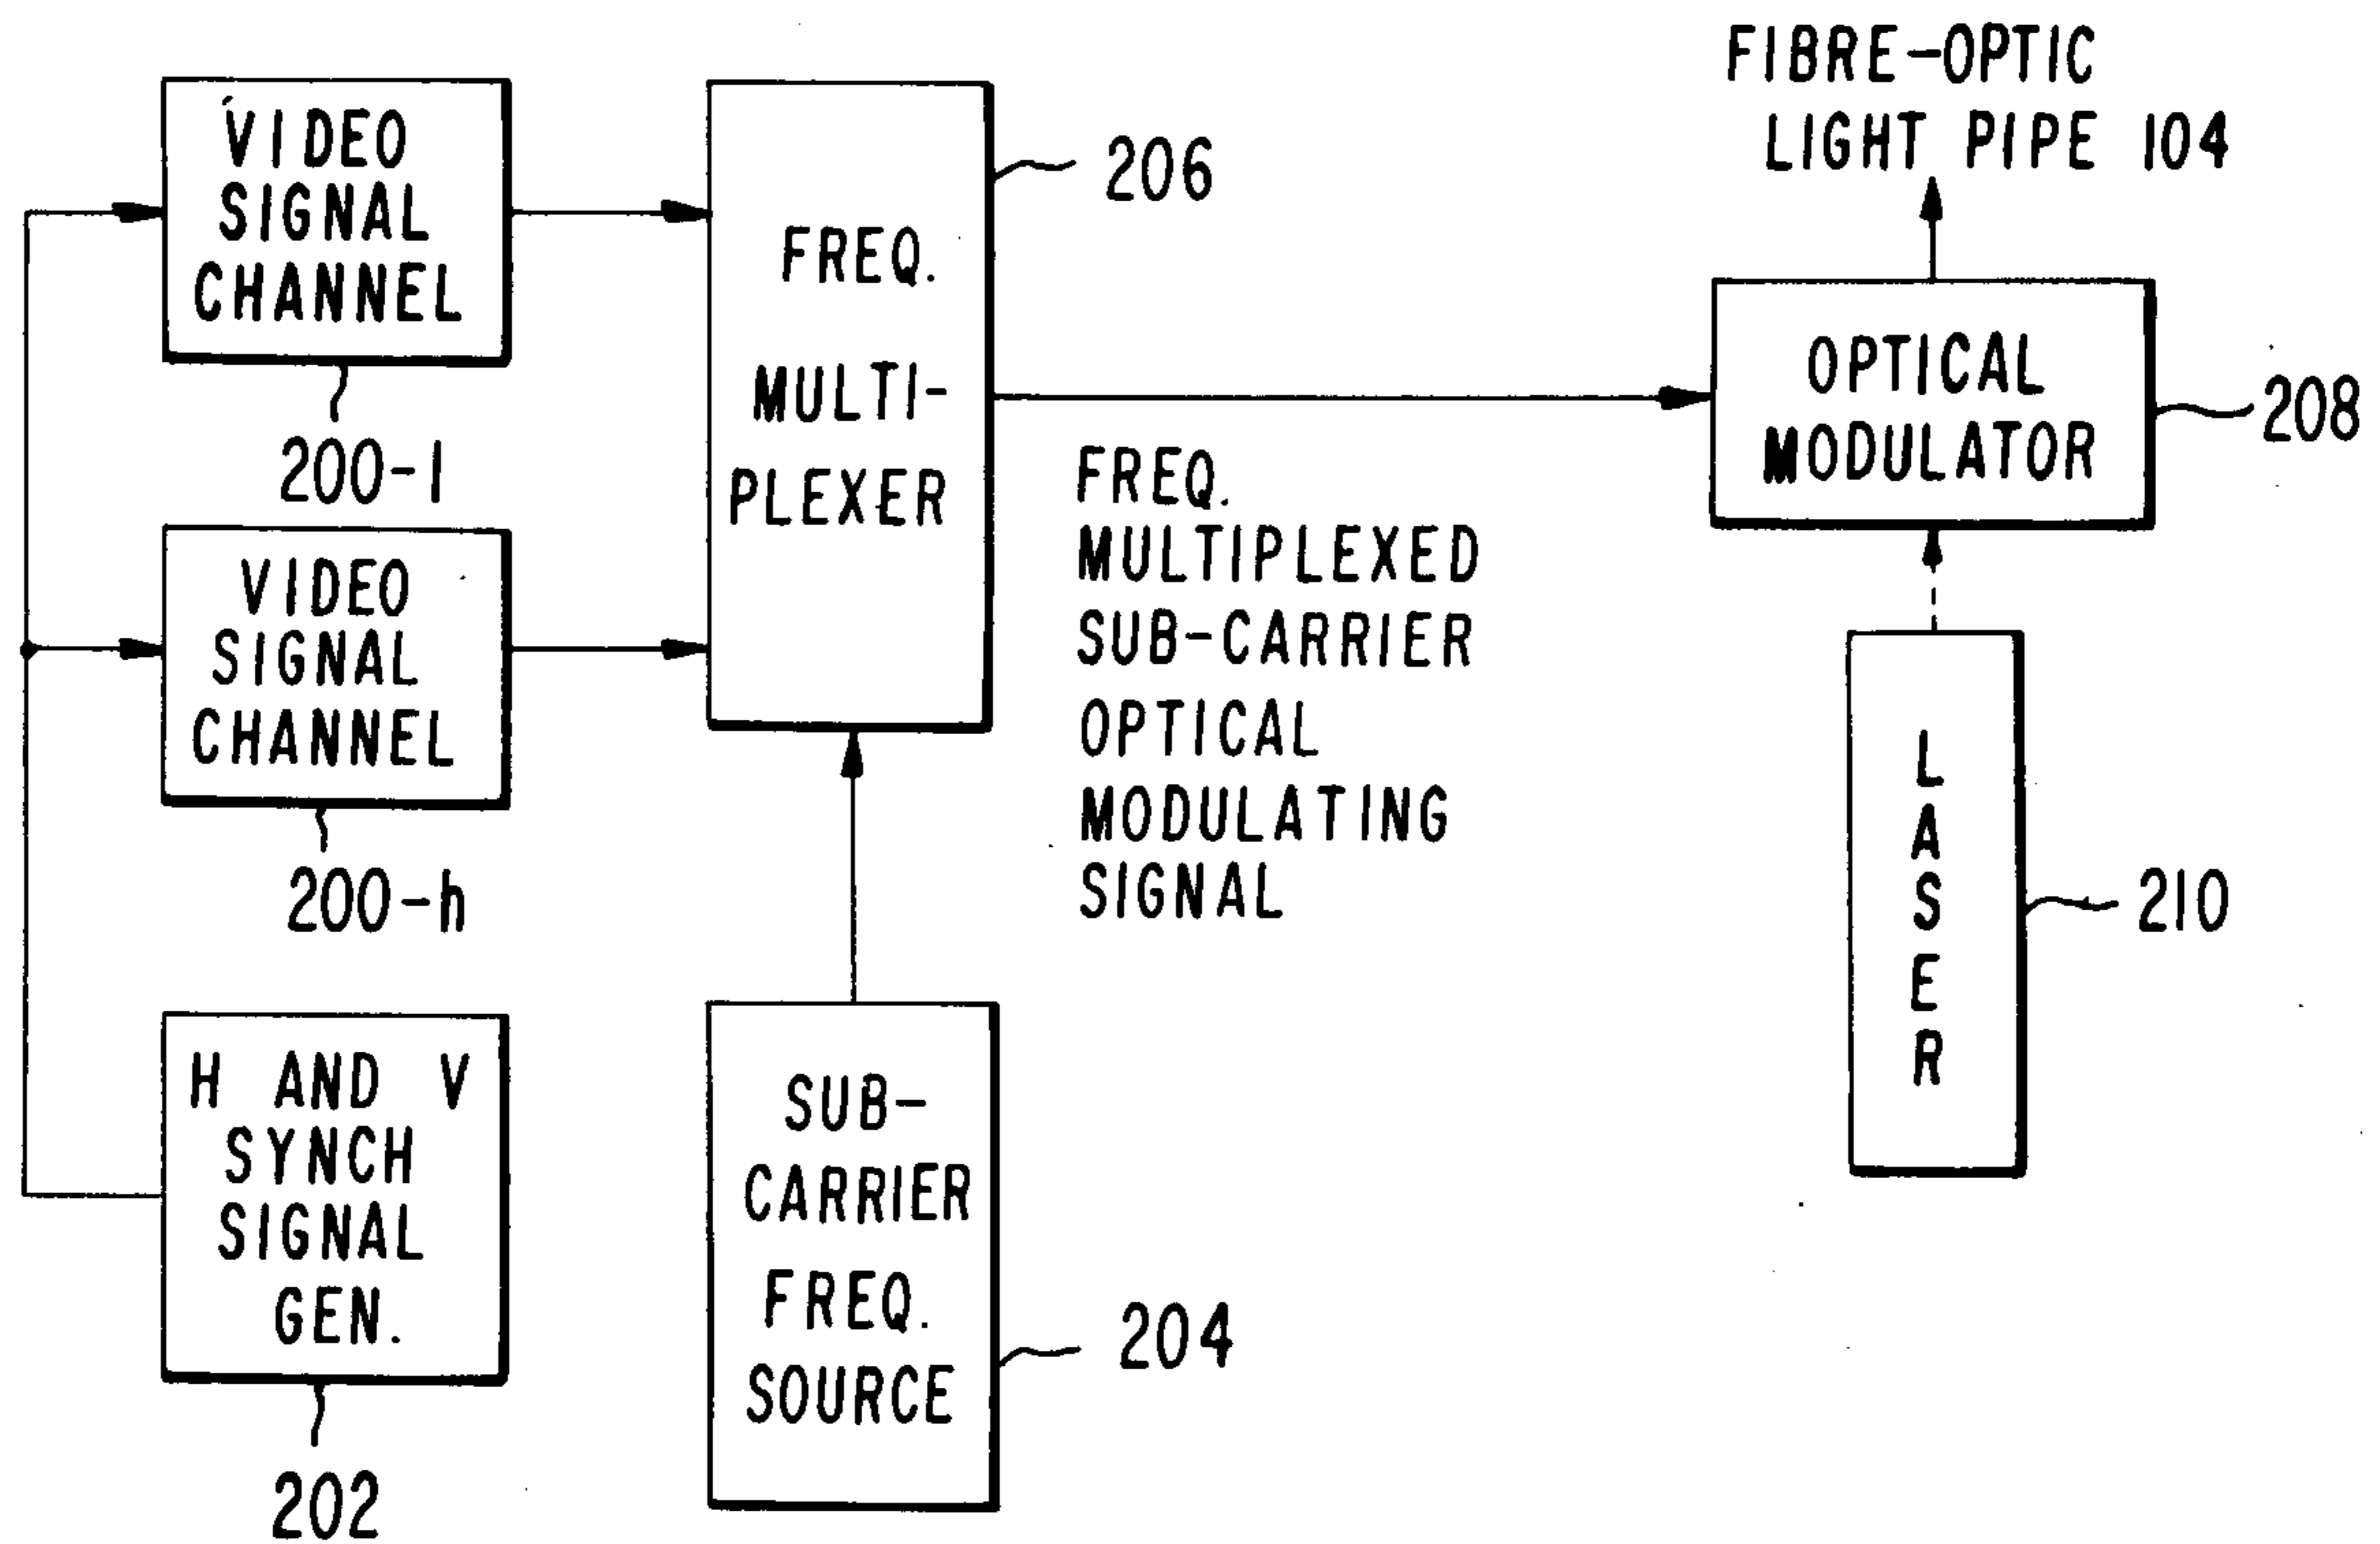 VIDEO
SIGNAL
CHANNEL
200-1
VIDEO
SIGNAL
CHANNEL
200-h
H AND V
SYNCH
SIGNAL
GEN.
202
FREQ.
MULTI-
PLEXER
206
SUB-
CARRIER
FREQ.
SOURCE
204
FREQ.
MULTIPLEXED
SUB-CARRIER
OPTICAL
MODULATING
SIGNAL
FIBRE-OPTIC
LIGHT PIPE 104
OPTICAL
MODULATOR
208
LASER
210